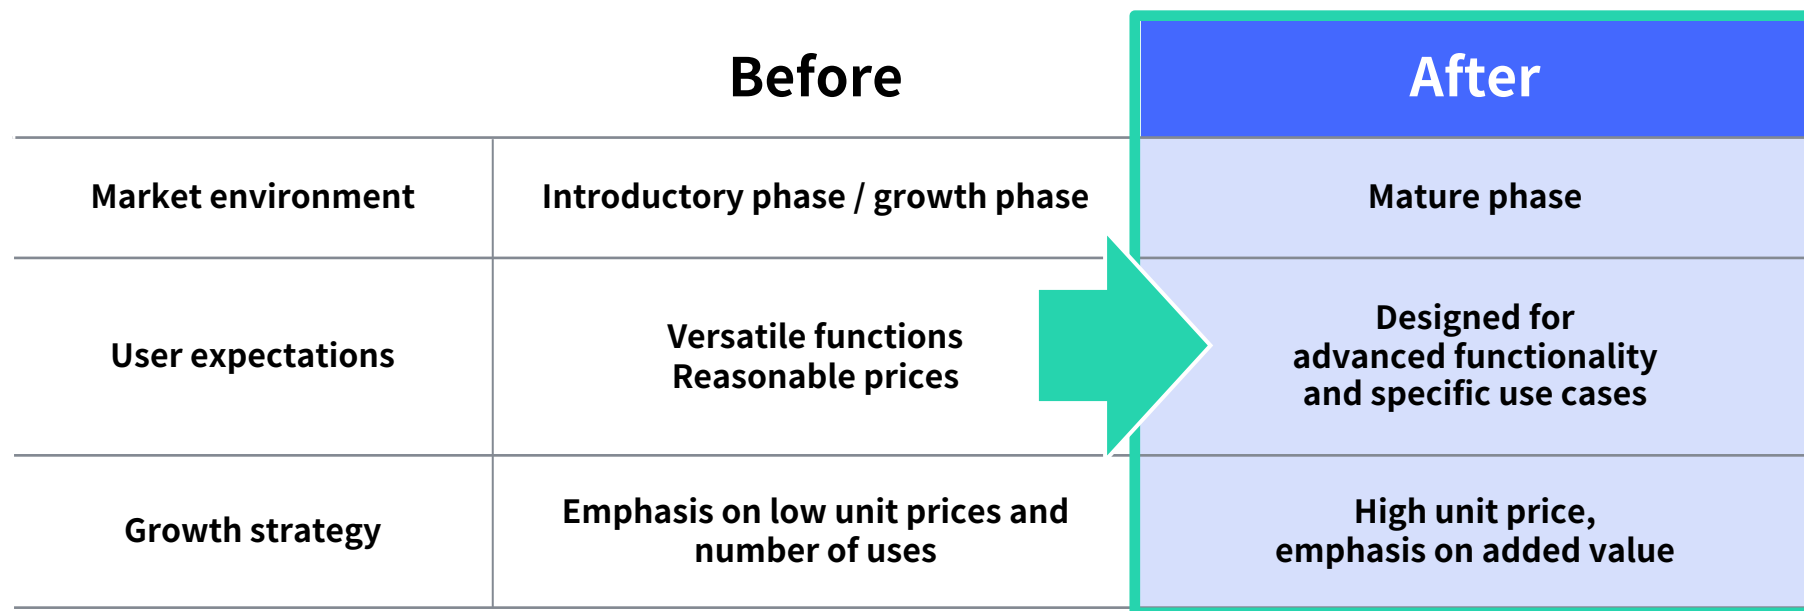 Before
After
Market environment
Introductory phase / growth phase
Mature phase
User expectations
Versatile functions
Reasonable prices
Designed for
advanced functionality
and specific use cases
Growth strategy
Emphasis on low unit prices and
number of uses
High unit price,
emphasis on added value